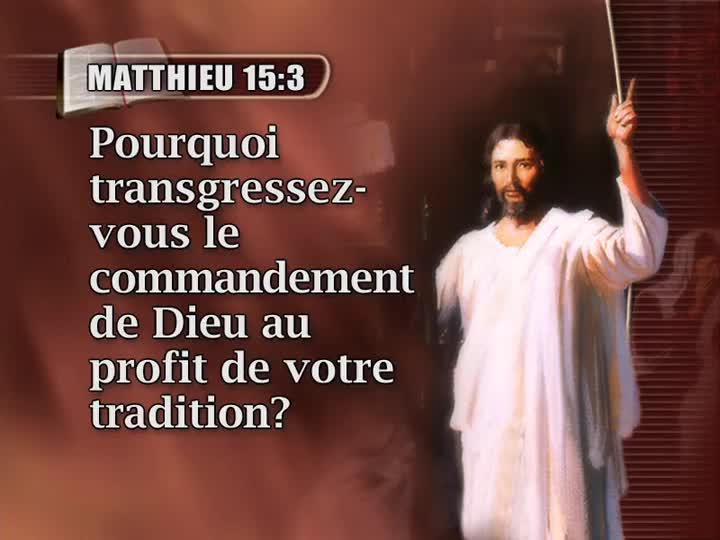 MATTHIEU 15:3
Pourquoi
transgressez-
vous le
commandement
de Dieu au
profit de votre
tradition?